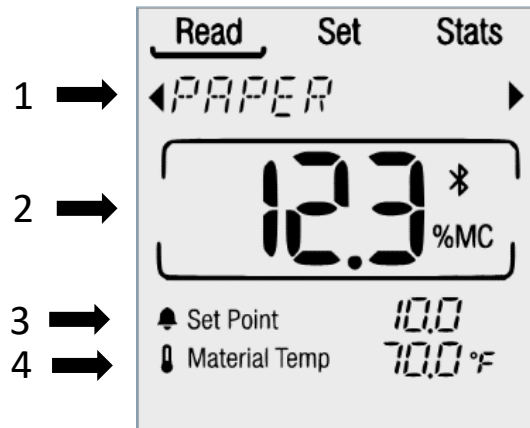 Read Set Stats
1 PAPER
2 12.3 %MC
3 Set Point 10.0
4 Material Temp 70.0 °F